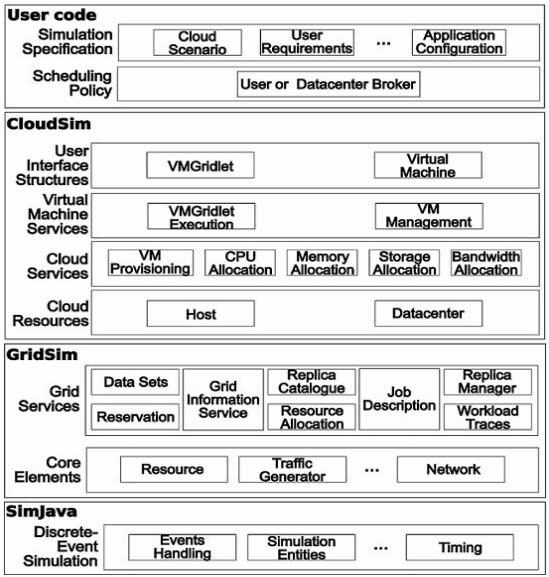 User code
Simulation Specification
Cloud Scenario
User Requirements
...
Application Configuration
Scheduling Policy
User or Datacenter Broker
CloudSim
User Interface Structures
VMGridlet
Virtual Machine
Virtual Machine Services
VMGridlet Execution
VM Management
Cloud Services
VM Provisioning
CPU Allocation
Memory Allocation
Storage Allocation
Bandwidth Allocation
Cloud Resources
Host
Datacenter
GridSim
Grid Services
Data Sets
Reservation
Grid Information Service
Replica Catalogue
Resource Allocation
Job Description
Replica Manager
Workload Traces
Core Elements
Resource
Traffic Generator
...
Network
SimJava
Discrete-Event Simulation
Events Handling
Simulation Entities
...
Timing